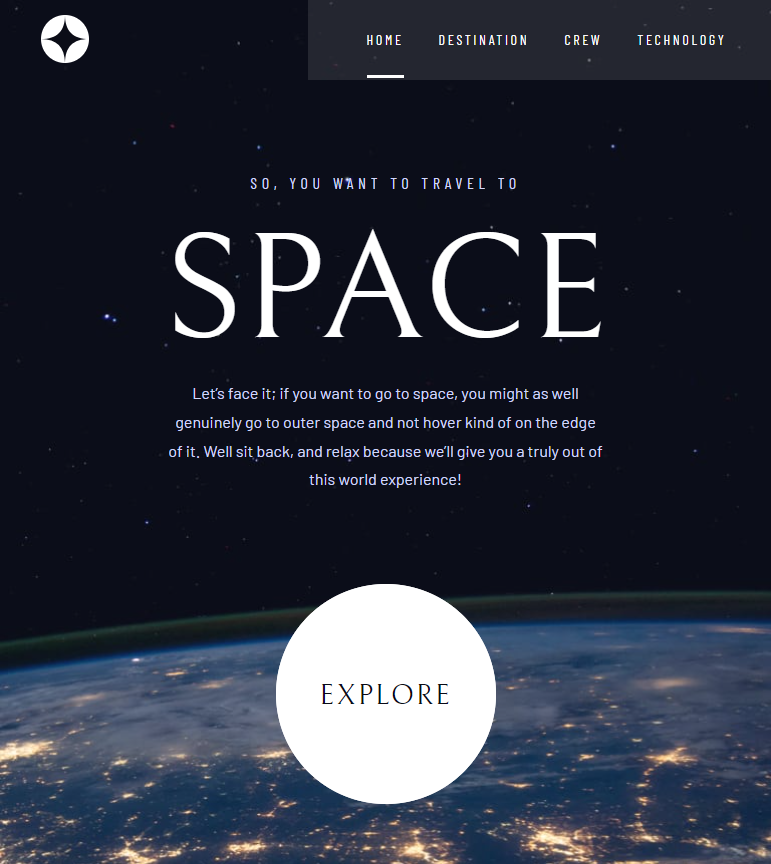 HOME DESTINATION CREW TECHNOLOGY
SO, YOU WANT TO TRAVEL TO
SPACE
Let’s face it; if you want to go to space, you might as well
genuinely go to outer space and not hover kind of on the edge
of it. Well sit back, and relax because we’ll give you a truly out of
this world experience!
EXPLORE